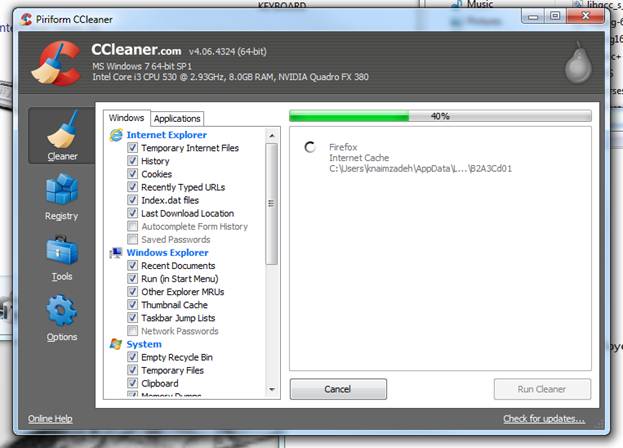 KEYBOARD
Music
Pictures
Piriform CCleaner
CCleaner.com v4.06.4324 (64-bit)
MS Windows 7 64-bit SP1
Intel Core i3 CPU 530 @ 2.93GHz, 8.0GB RAM, NVIDIA Quadro FX 380
Cleaner
Registry
Tools
Options
Windows
Applications
Internet Explorer
Temporary Internet Files
History
Cookies
Recently Typed URLs
Index.dat files
Last Download Location
Autocomplete Form History
Saved Passwords
Windows Explorer
Recent Documents
Run (in Start Menu)
Other Explorer MRUs
Thumbnail Cache
Taskbar Jump Lists
Network Passwords
System
Empty Recycle Bin
Temporary Files
Clipboard
Memory Dumps
40%
Firefox
Internet Cache
C:\Users\knaimzadeh\AppData\L...\B2A3Cd01
Cancel
Run Cleaner
Online Help
Check for updates...